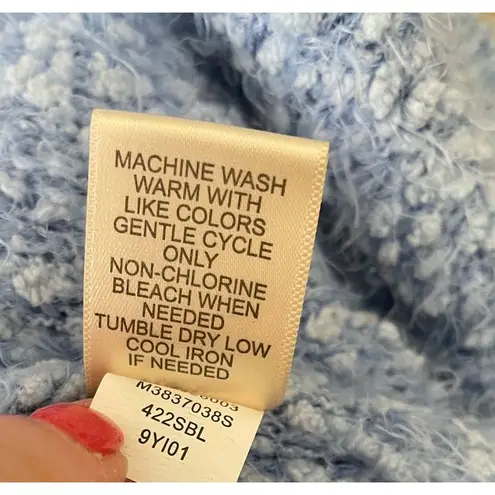 MACHINE WASH
WARM WITH
LIKE COLORS
GENTLE CYCLE
ONLY
NON-CHLORINE
BLEACH WHEN
NEEDED
TUMBLE DRY LOW
COOL IRON
IF NEEDED
M3837038S
422SBL
9YI01